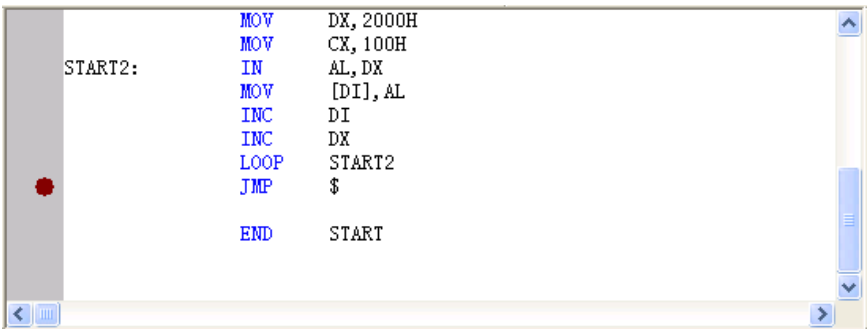 MOV DX,2000H
MOV CX,100H
START2: IN AL,DX
MOV [DI],AL
INC DI
INC DX
LOOP START2
JMP $
END START